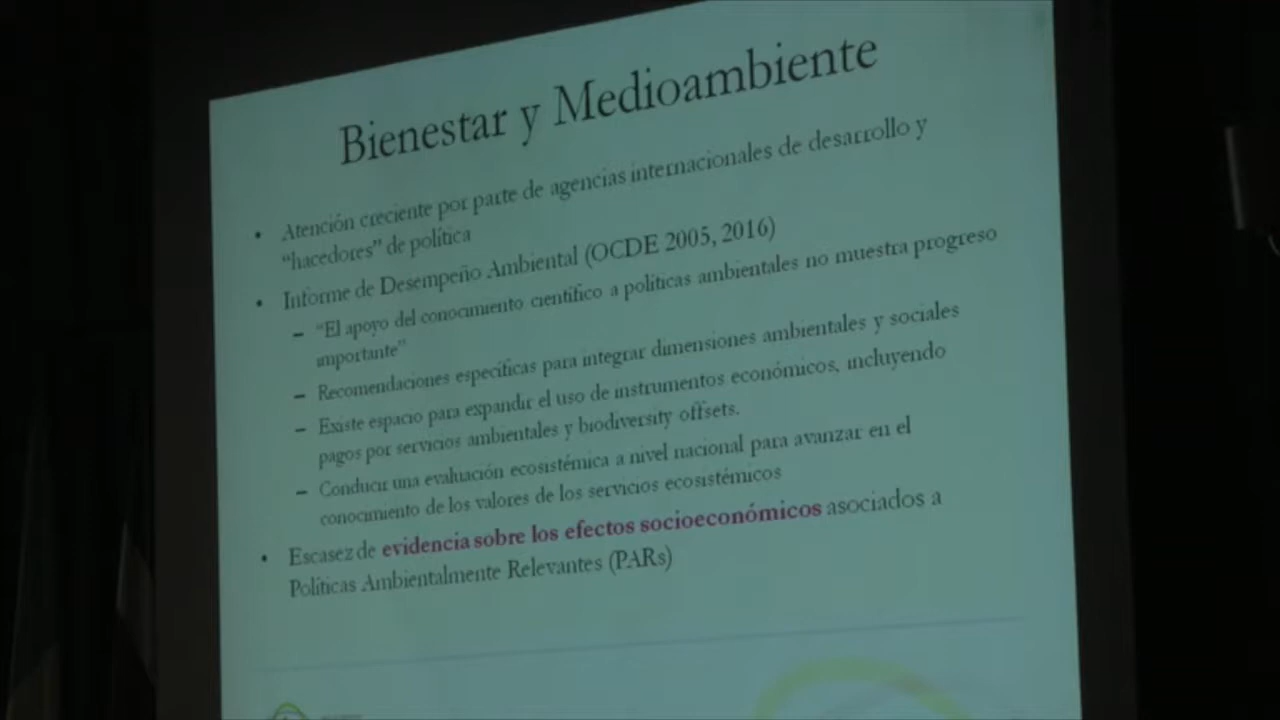 Bienestar y Medioambiente
• Atención creciente por parte de agencias internacionales de desarrollo y
“hacedores” de política
• Informe de Desempeño Ambiental (OCDE 2005, 2016)
– “El apoyo del conocimiento científico a políticas ambientales no muestra progreso
importante”
– Recomendaciones específicas para integrar dimensiones ambientales y sociales
– Existe espacio para expandir el uso de instrumentos económicos, incluyendo
pagos por servicios ambientales y biodiversity offsets.
– Conducir una evaluación ecosistémica a nivel nacional para avanzar en el
conocimiento de los valores de los servicios ecosistémicos
• Escasez de evidencia sobre los efectos socioeconómicos asociados a
Políticas Ambientalmente Relevantes (PARs)